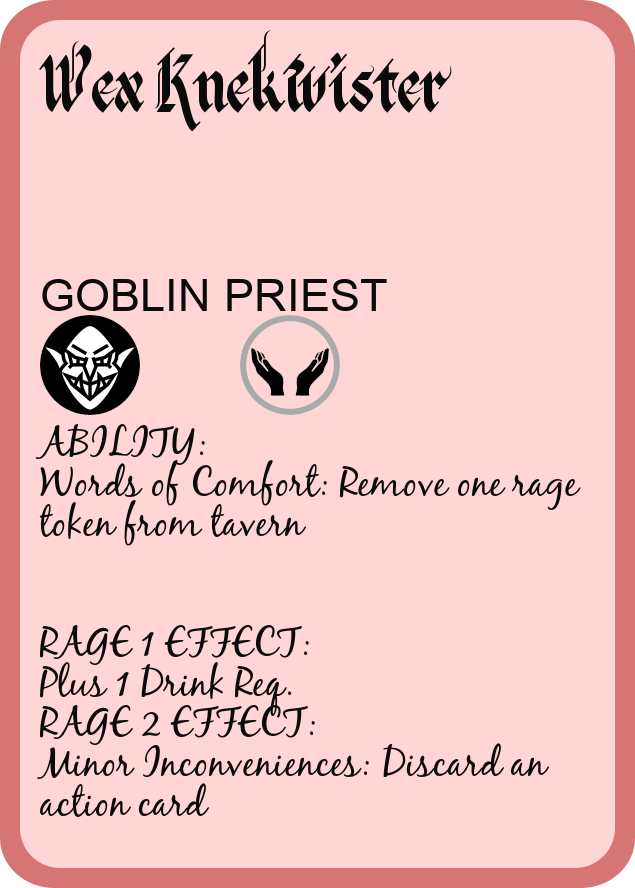 Wex Knekwister
GOBLIN PRIEST
ABILITY:
Words of Comfort: Remove one rage
token from tavern
RAGE 1 EFFECT:
Plus 1 Drink Req.
RAGE 2 EFFECT:
Minor Inconveniences: Discard an
action card